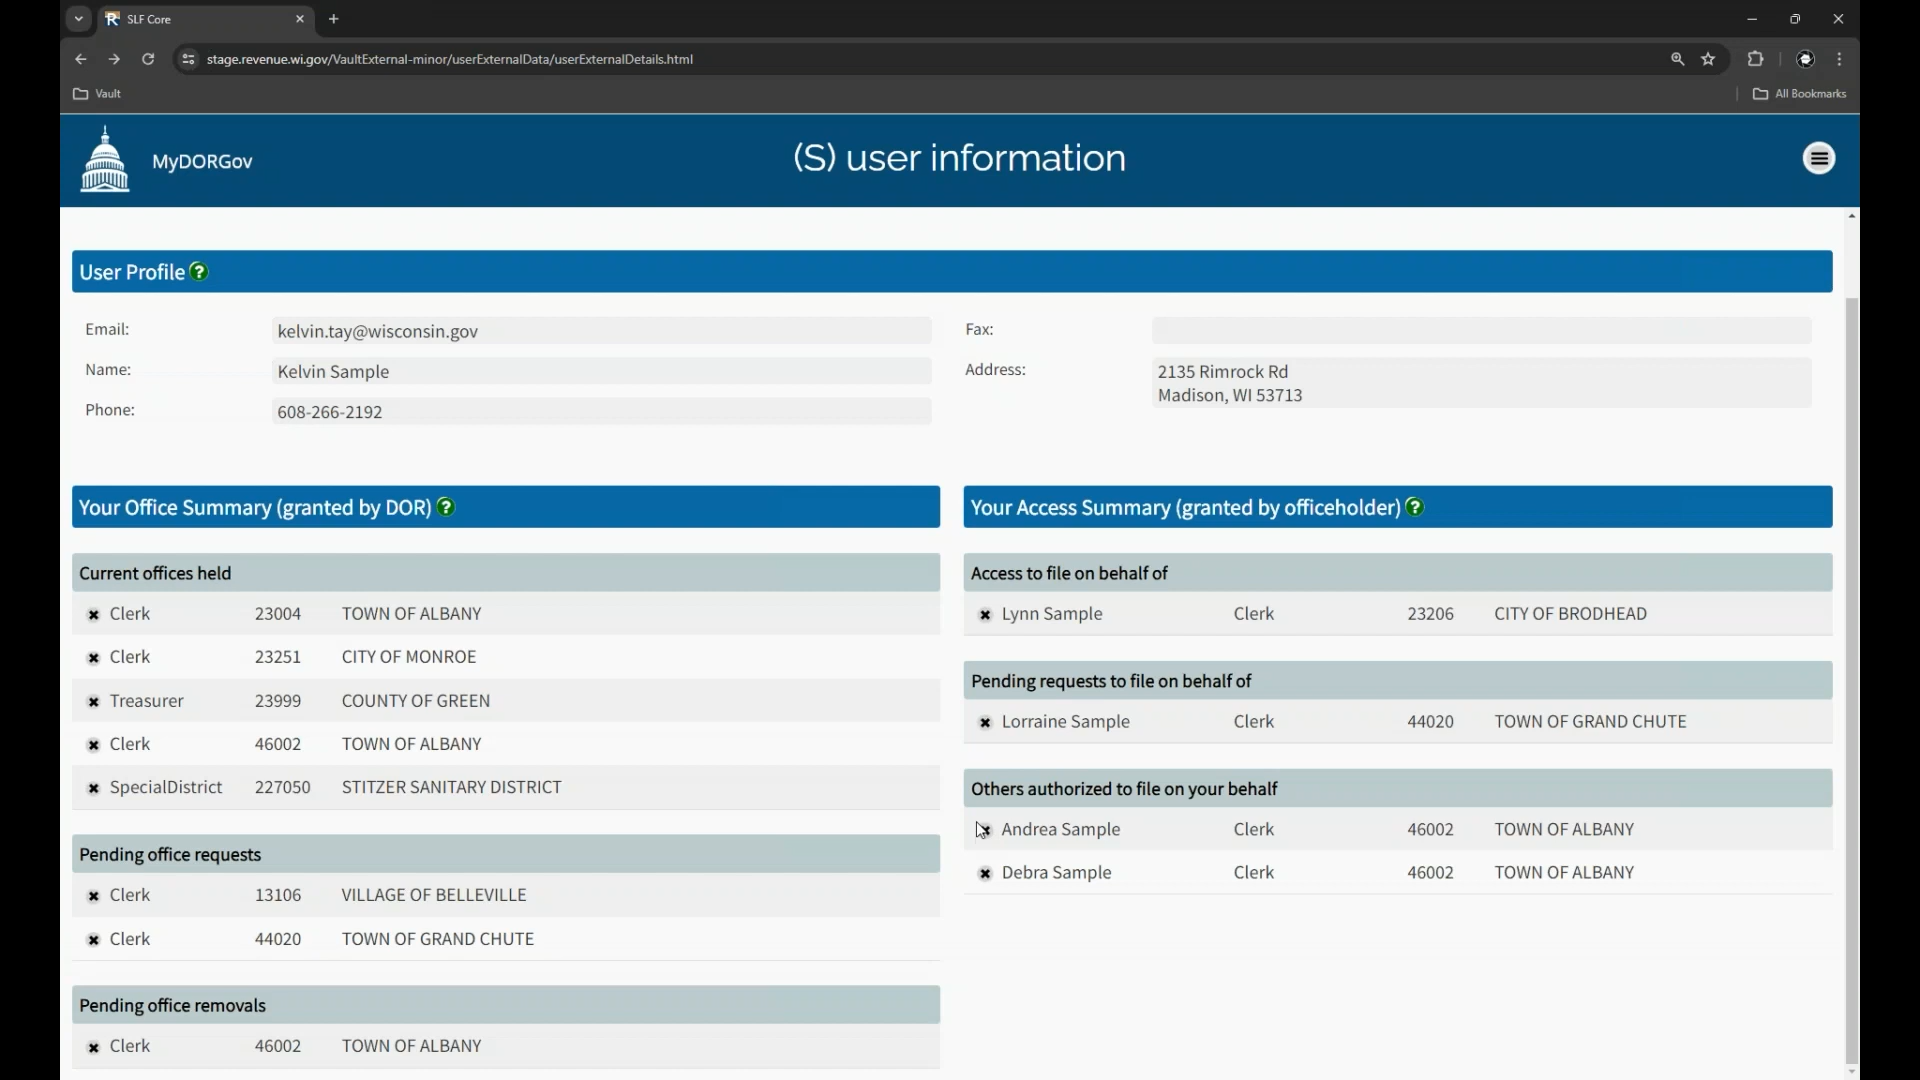 SLF Core
stage.revenue.wi.gov/VaultExternal-minor/userExternalData/userExternalDetails.html
Vault
All Bookmarks
MyDORGov
(S) user information
User Profile ?
Email: kelvin.tay@wisconsin.gov
Name: Kelvin Sample
Phone: 608-266-2192
Fax:
Address: 2135 Rimrock Rd
Madison, WI 53713
Your Office Summary (granted by DOR) ?
Current offices held
Clerk 23004 TOWN OF ALBANY
Clerk 23251 CITY OF MONROE
Treasurer 23999 COUNTY OF GREEN
Clerk 46002 TOWN OF ALBANY
SpecialDistrict 227050 STITZER SANITARY DISTRICT
Pending office requests
Clerk 13106 VILLAGE OF BELLEVILLE
Clerk 44020 TOWN OF GRAND CHUTE
Pending office removals
Clerk 46002 TOWN OF ALBANY
Your Access Summary (granted by officeholder) ?
Access to file on behalf of
Lynn Sample Clerk 23206 CITY OF BRODHEAD
Pending requests to file on behalf of
Lorraine Sample Clerk 44020 TOWN OF GRAND CHUTE
Others authorized to file on your behalf
Andrea Sample Clerk 46002 TOWN OF ALBANY
Debra Sample Clerk 46002 TOWN OF ALBANY